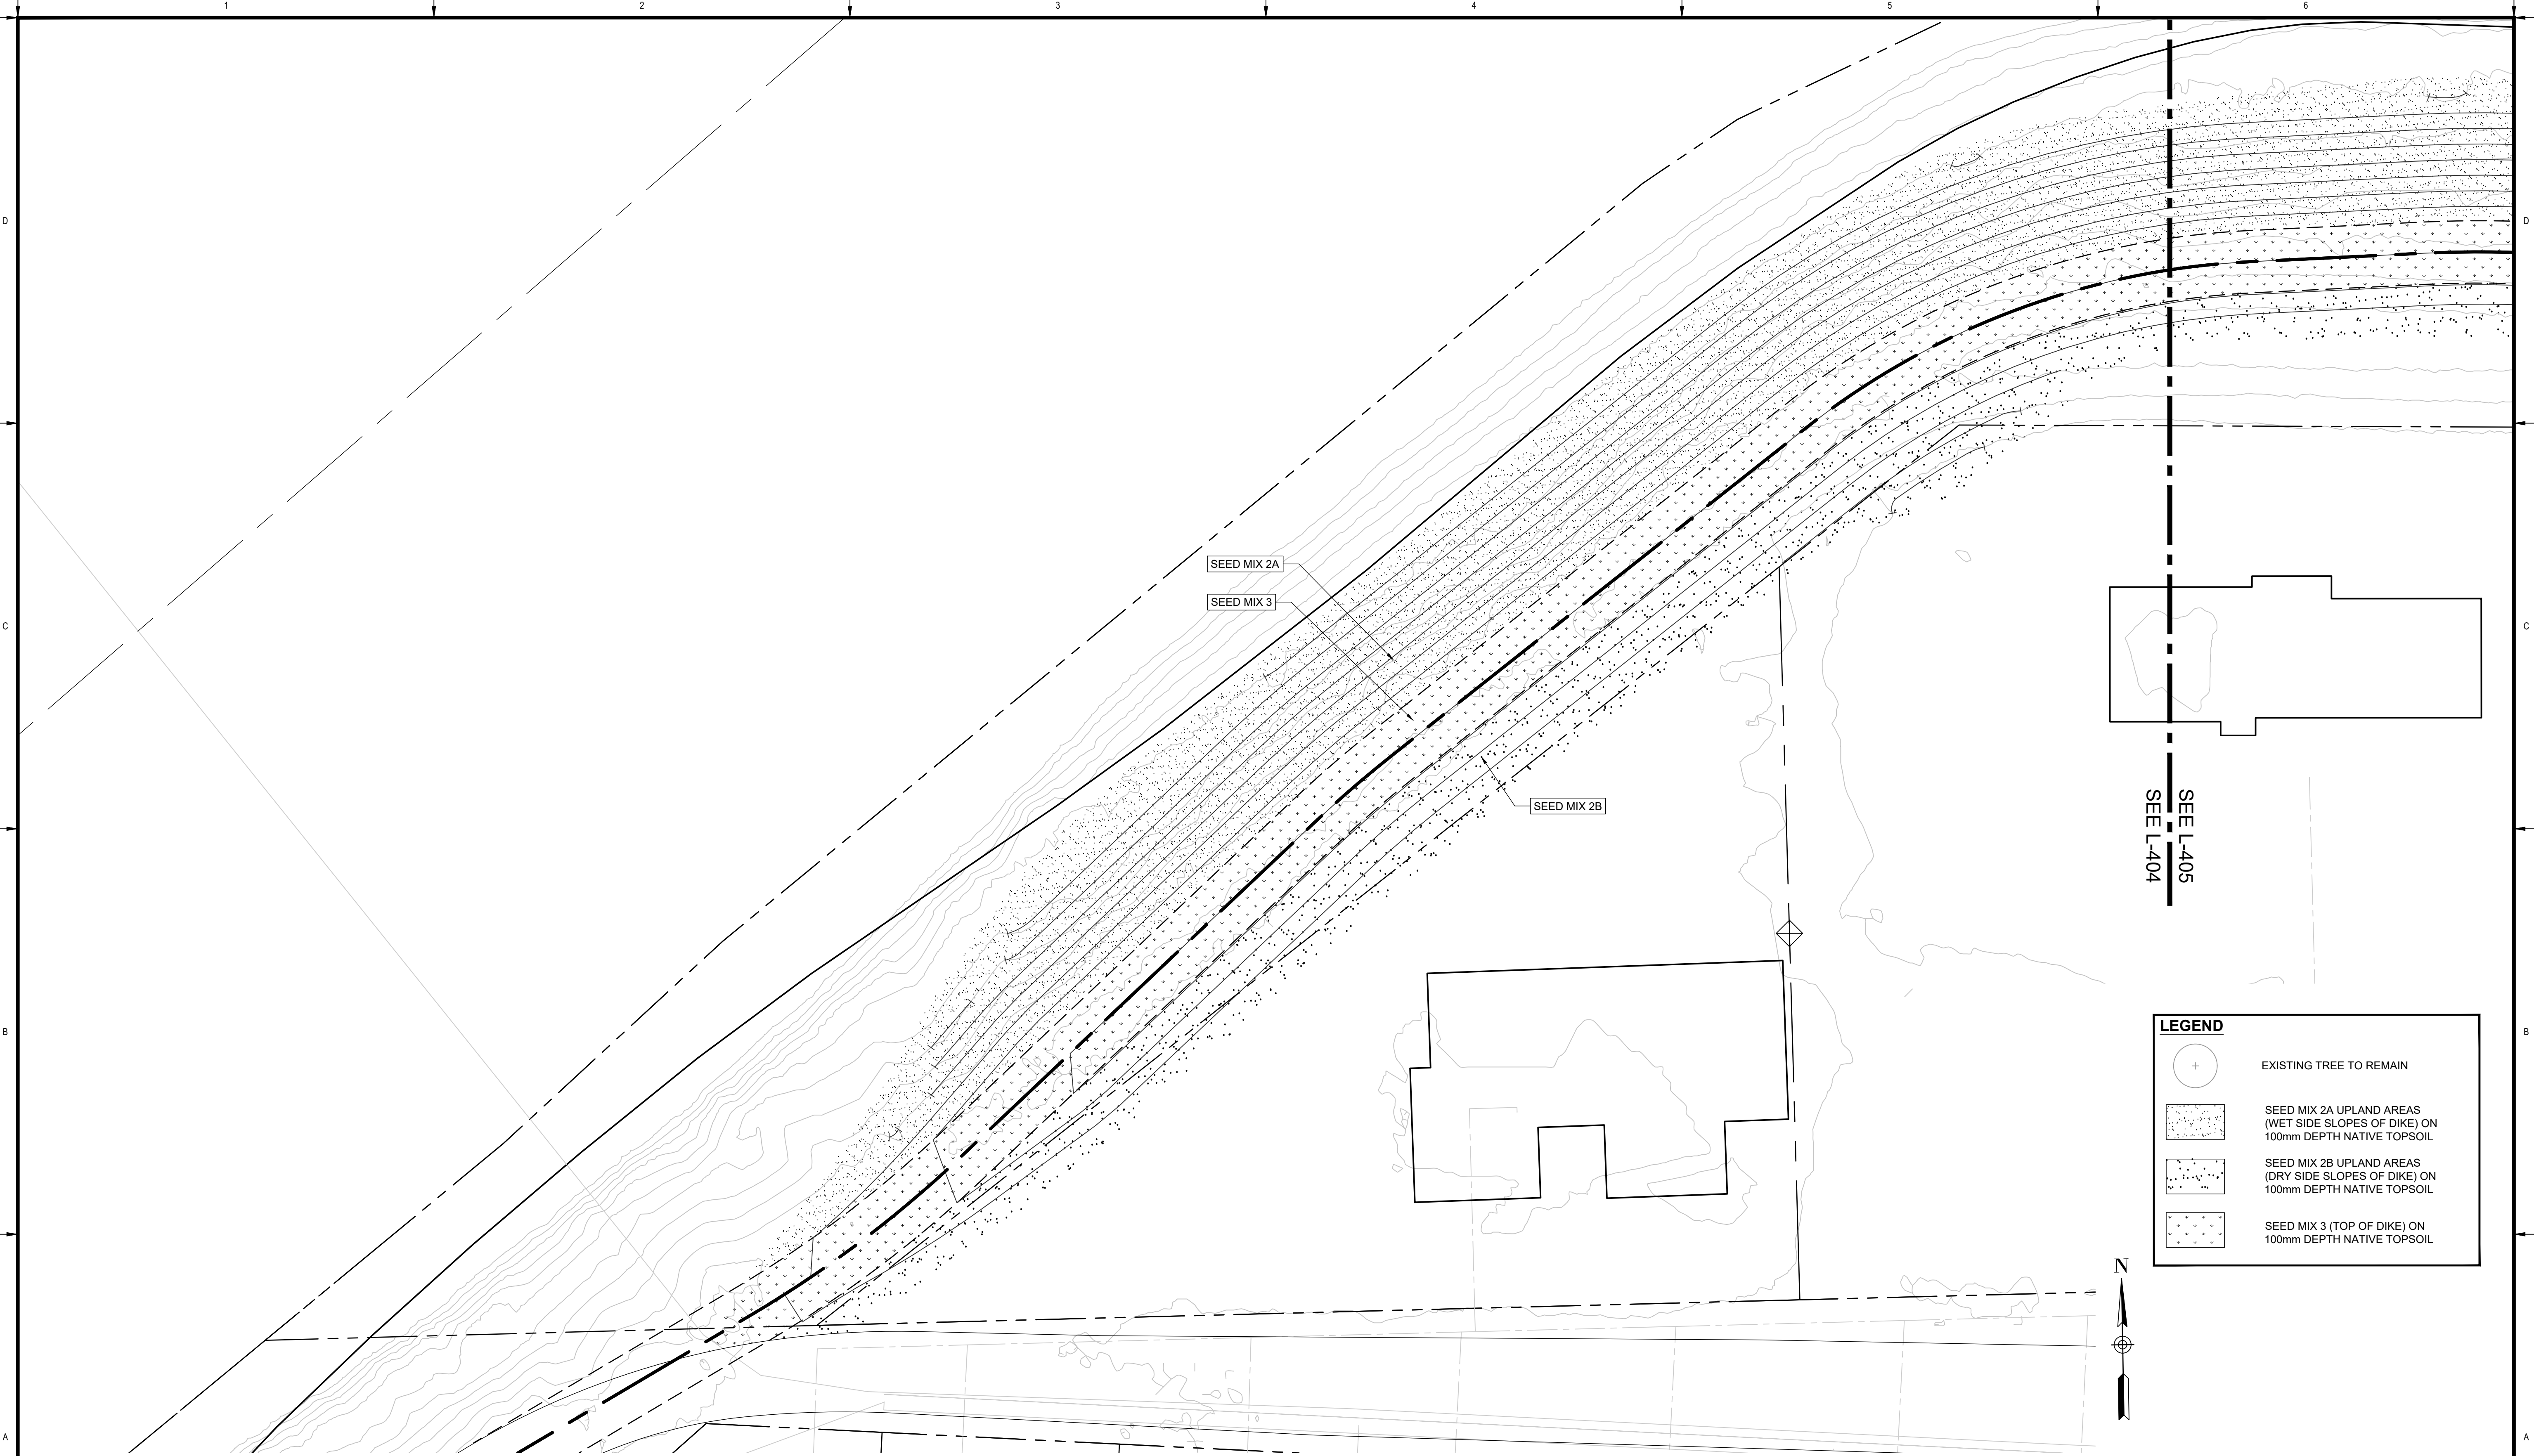 1 2 3 4 5 6
D D
SEED MIX 2A
SEED MIX 3
C C
SEED MIX 2B
SEE L-404
SEE L-405
B B
LEGEND
EXISTING TREE TO REMAIN
SEED MIX 2A UPLAND AREAS
(WET SIDE SLOPES OF DIKE) ON
100mm DEPTH NATIVE TOPSOIL
SEED MIX 2B UPLAND AREAS
(DRY SIDE SLOPES OF DIKE) ON
100mm DEPTH NATIVE TOPSOIL
SEED MIX 3 (TOP OF DIKE) ON
100mm DEPTH NATIVE TOPSOIL
N
A A